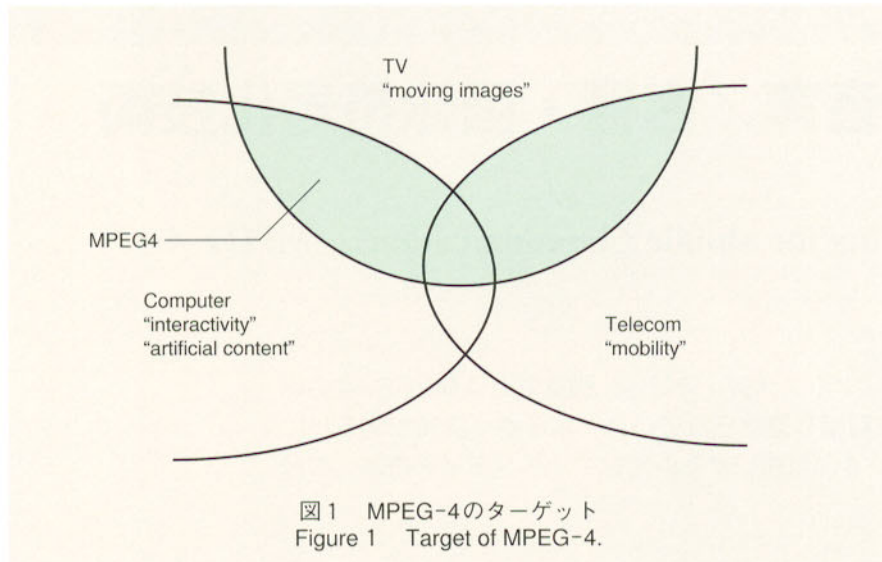 TV
“moving images”
MPEG4
Computer
“interactivity”
“artificial content”
Telecom
“mobility”
図1 MPEG-4のターゲット
Figure 1 Target of MPEG-4.